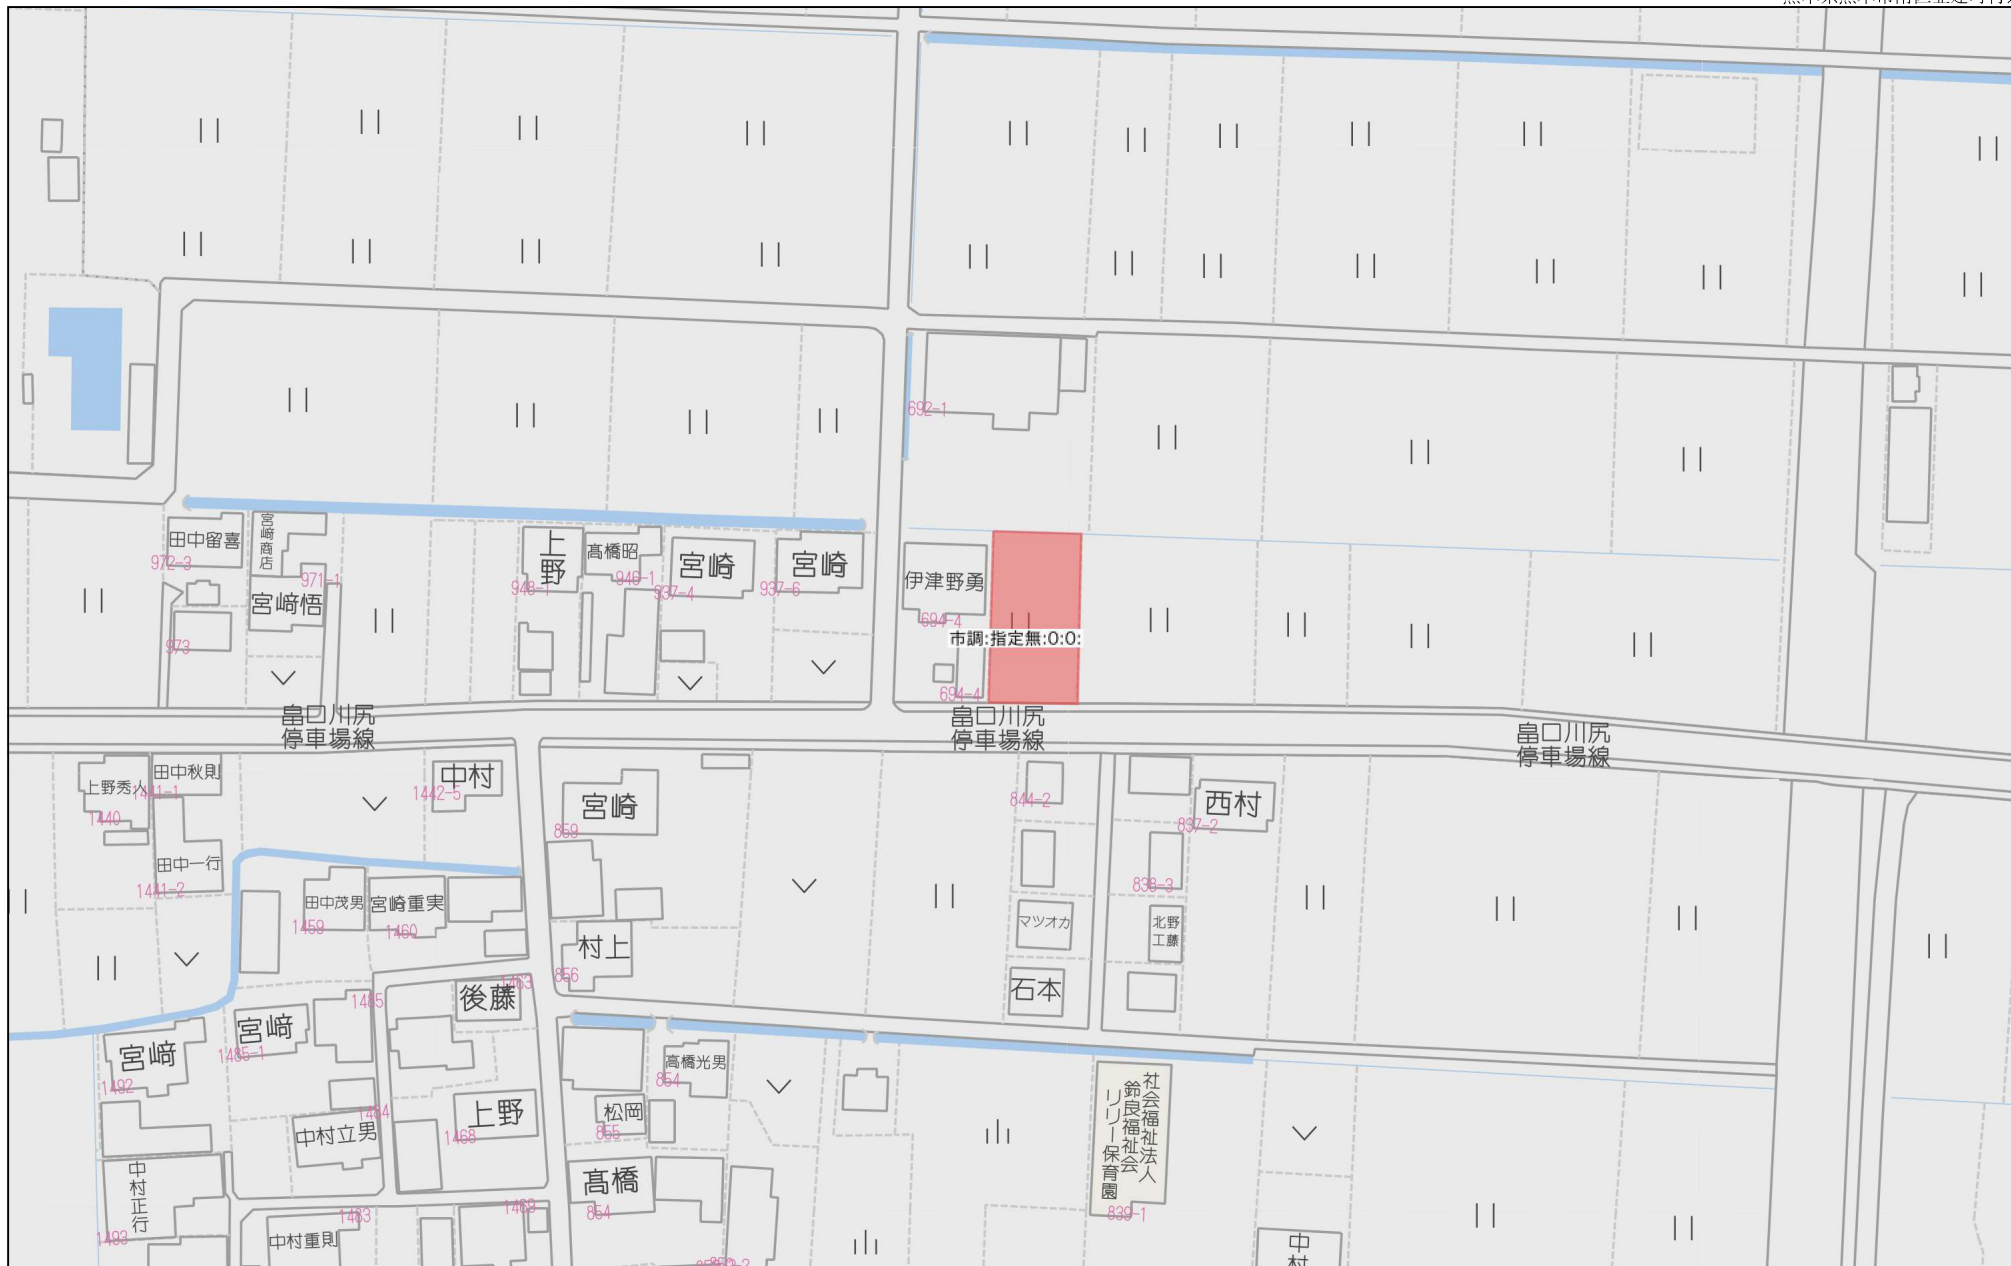 692-1
田中留喜
972-3
宮﨑商店
971-1
宮﨑悟
973
上野
948-1
髙橋昭
946-1
宮崎
937-4
宮崎
937-6
伊津野勇
694-4
市調:指定無:0:0:
694-4
畠口川尻
停車場線
畠口川尻
停車場線
畠口川尻
停車場線
上野秀人
1440
田中秋則
1441-1
田中一行
1441-2
中村
1442-5
宮崎
859
844-2
西村
837-2
838-3
田中茂男
1459
宮崎重実
1460
村上
856
マツオカ
北野
工藤
石本
後藤
1463
1485
宮﨑
1485-1
宮﨑
1492
高橋光男
854
松岡
855
上野
1468
1484
中村立男
社会福祉法人
鈴良福祉会
リリー保育園
839-1
中村正行
1493
髙橋
854
1483
中村重則
1469
中村